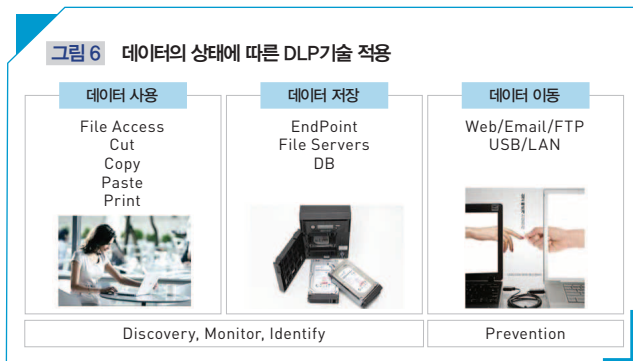 그림 6 데이터의 상태에 따른 DLP기술 적용
데이터 사용
File Access
Cut
Copy
Paste
Print
데이터 저장
EndPoint
File Servers
DB
데이터 이동
Web/Email/FTP
USB/LAN
Discovery, Monitor, Identify
Prevention